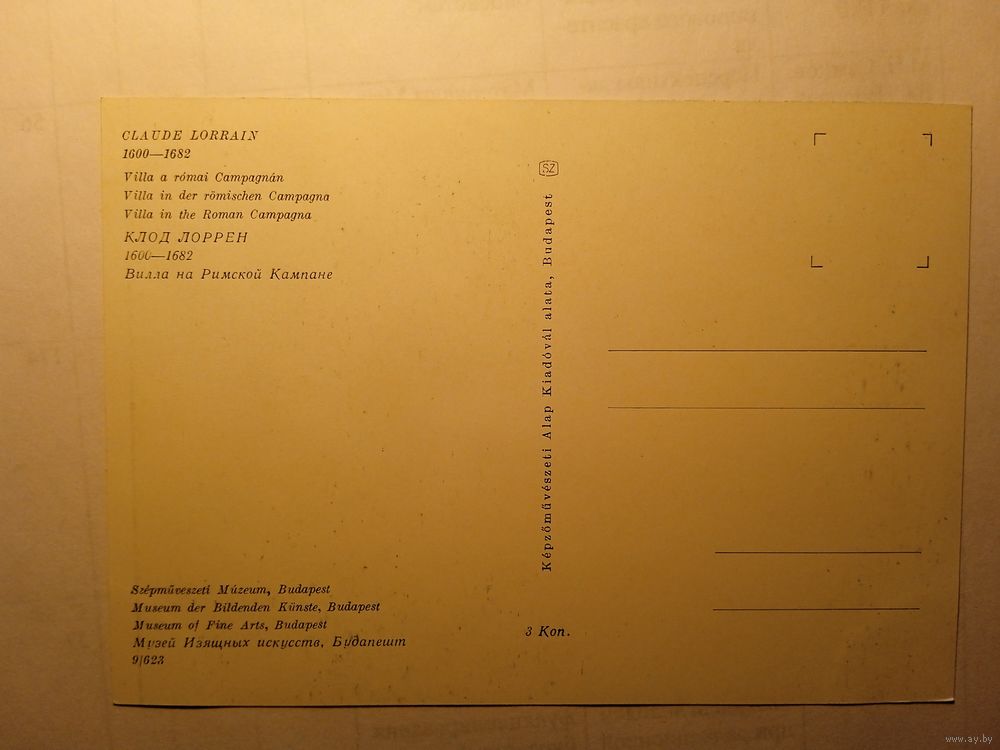 CLAUDE LORRAIN
1600—1682
Villa a római Campagnán
Villa in der römischen Campagna
Villa in the Roman Campagna
КЛОД ЛОРРЕН
1600—1682
Вилла на Римской Кампане
SZ
Képzőművészeti Alap Kiadóvál alata, Budapest
Szépművészeti Múzeum, Budapest
Museum der Bildenden Künste, Budapest
Museum of Fine Arts, Budapest
Музей Изящных искусств, Будапешт
9/623
3 Коп.
www.ay.by